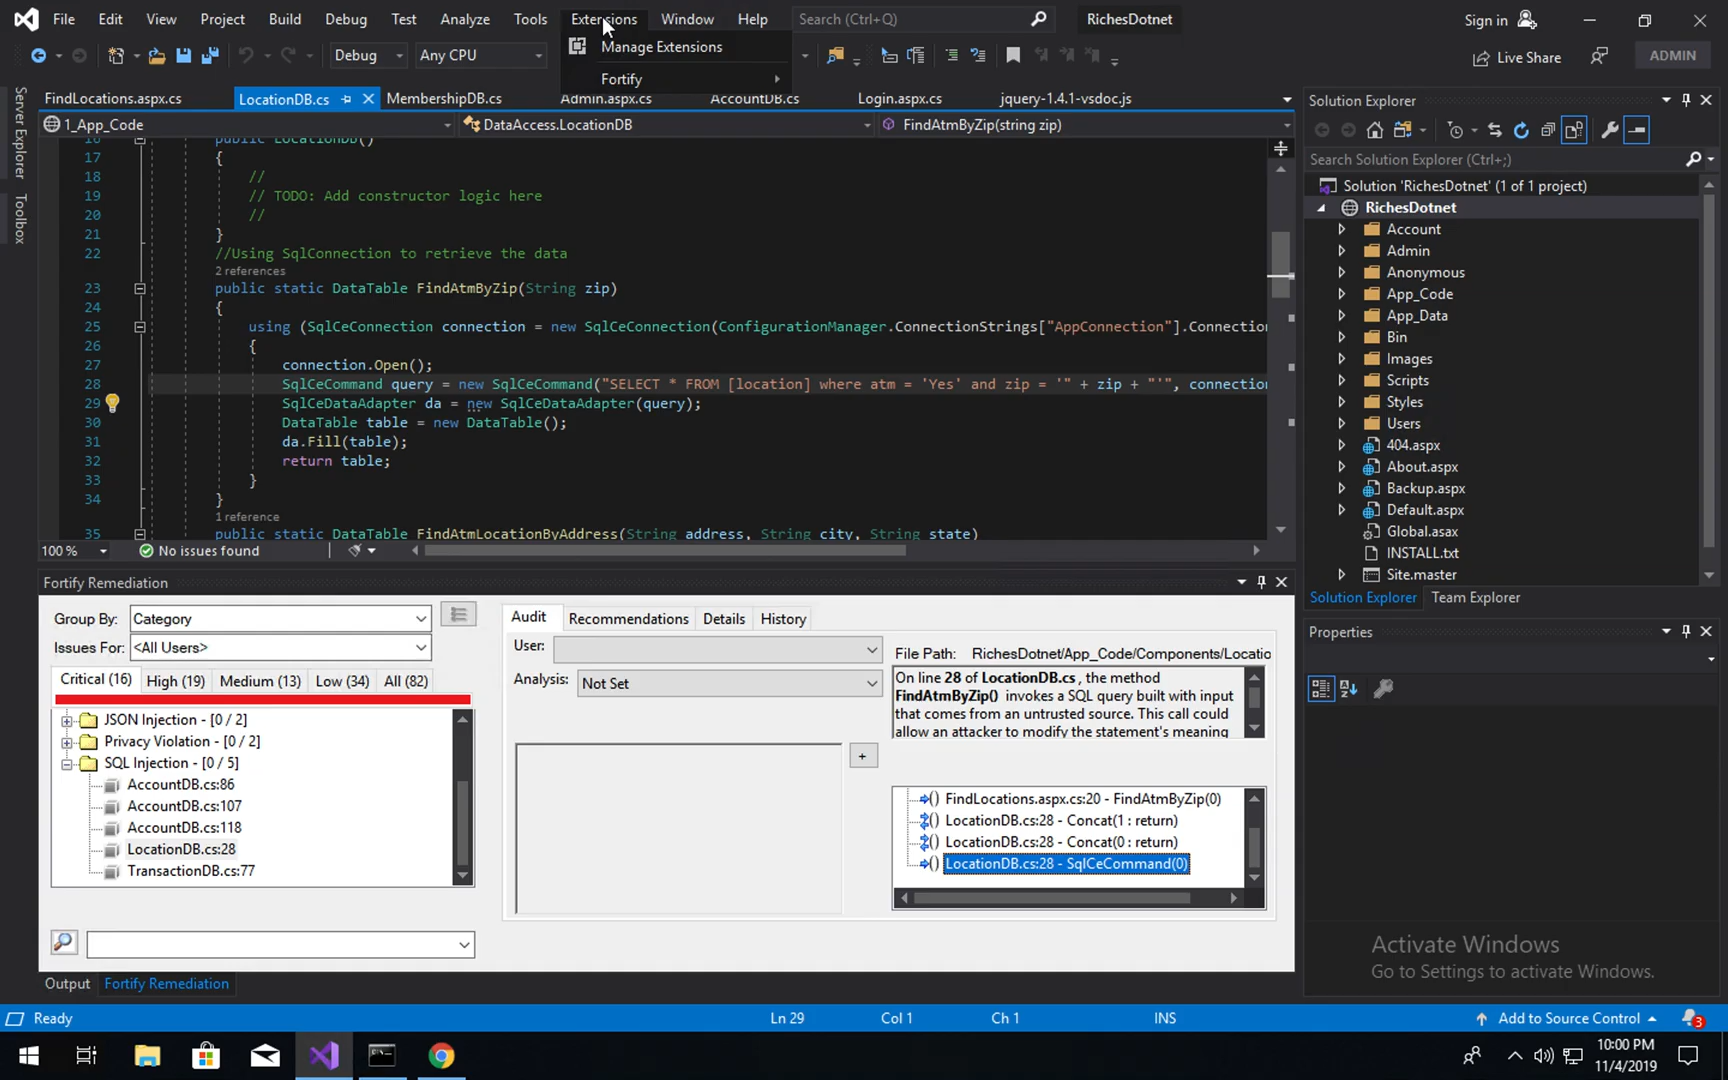 File Edit View Project Build Debug Test Analyze Tools Extensions Window Help Search (Ctrl+Q) RichesDotnet Sign in
Manage Extensions
Fortify
Debug Any CPU Live Share ADMIN
Server Explorer
Toolbox
FindLocations.aspx.cs LocationDB.cs MembershipDB.cs Admin.aspx.cs AccountDB.cs Login.aspx.cs jquery-1.4.1-vsdoc.js
1_App_Code DataAccess.LocationDB FindAtmByZip(string zip)
16 public LocationDB()
17 {
18 //
19 // TODO: Add constructor logic here
20 //
21 }
22 //Using SqlConnection to retrieve the data
2 references
23 public static DataTable FindAtmByZip(String zip)
24 {
25 using (SqlCeConnection connection = new SqlCeConnection(ConfigurationManager.ConnectionStrings["AppConnection"].Connection
26 {
27 connection.Open();
28 SqlCeCommand query = new SqlCeCommand("SELECT * FROM [location] where atm = 'Yes' and zip = '" + zip + "'", connection
29 SqlCeDataAdapter da = new SqlCeDataAdapter(query);
30 DataTable table = new DataTable();
31 da.Fill(table);
32 return table;
33 }
34 }
1 reference
35 public static DataTable FindAtmLocationByAddress(String address, String city, String state)
100 % No issues found
Solution Explorer
Search Solution Explorer (Ctrl+;)
Solution 'RichesDotnet' (1 of 1 project)
RichesDotnet
Account
Admin
Anonymous
App_Code
App_Data
Bin
Images
Scripts
Styles
Users
404.aspx
About.aspx
Backup.aspx
Default.aspx
Global.asax
INSTALL.txt
Site.master
Solution Explorer Team Explorer
Properties
Fortify Remediation
Group By: Category
Issues For: <All Users>
Critical (16) High (19) Medium (13) Low (34) All (82)
JSON Injection - [0 / 2]
Privacy Violation - [0 / 2]
SQL Injection - [0 / 5]
AccountDB.cs:86
AccountDB.cs:107
AccountDB.cs:118
LocationDB.cs:28
TransactionDB.cs:77
Audit Recommendations Details History
User:
Analysis: Not Set
+
File Path: RichesDotnet/App_Code/Components/Locatio
On line 28 of LocationDB.cs, the method
FindAtmByZip() invokes a SQL query built with input
that comes from an untrusted source. This call could
allow an attacker to modify the statement's meaning
FindLocations.aspx.cs:20 - FindAtmByZip(0)
LocationDB.cs:28 - Concat(1 : return)
LocationDB.cs:28 - Concat(0 : return)
LocationDB.cs:28 - SqlCeCommand(0)
Activate Windows
Go to Settings to activate Windows.
Output Fortify Remediation
Ready Ln 29 Col 1 Ch 1 INS Add to Source Control 3
10:00 PM
11/4/2019